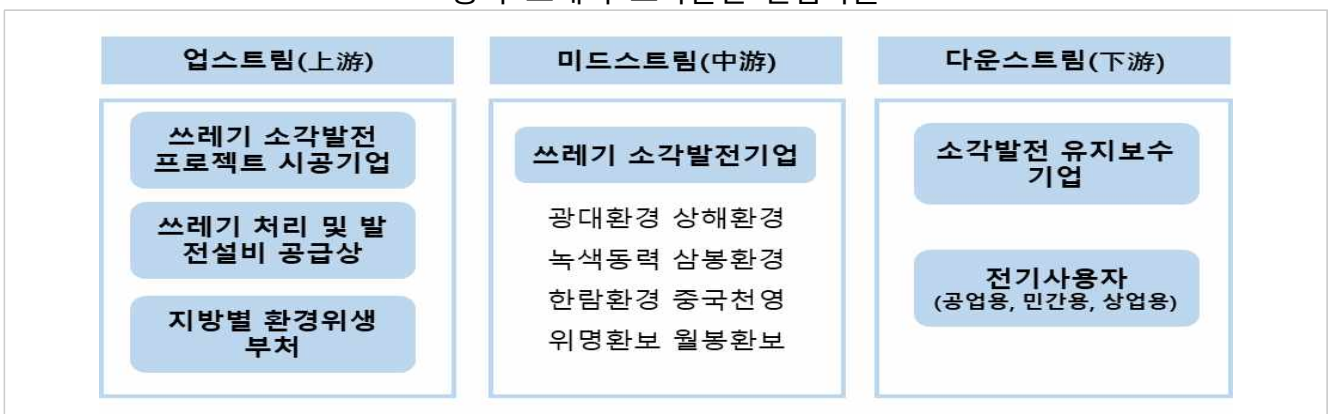 업스트림(上游)
쓰레기 소각발전
프로젝트 시공기업
쓰레기 처리 및 발
전설비 공급상
지방별 환경위생
부처
미드스트림(中游)
쓰레기 소각발전기업
광대환경 상해환경
녹색동력 삼봉환경
한람환경 중국천영
위명환보 월봉환보
다운스트림(下游)
소각발전 유지보수
기업
전기사용자
(공업용, 민간용, 상업용)